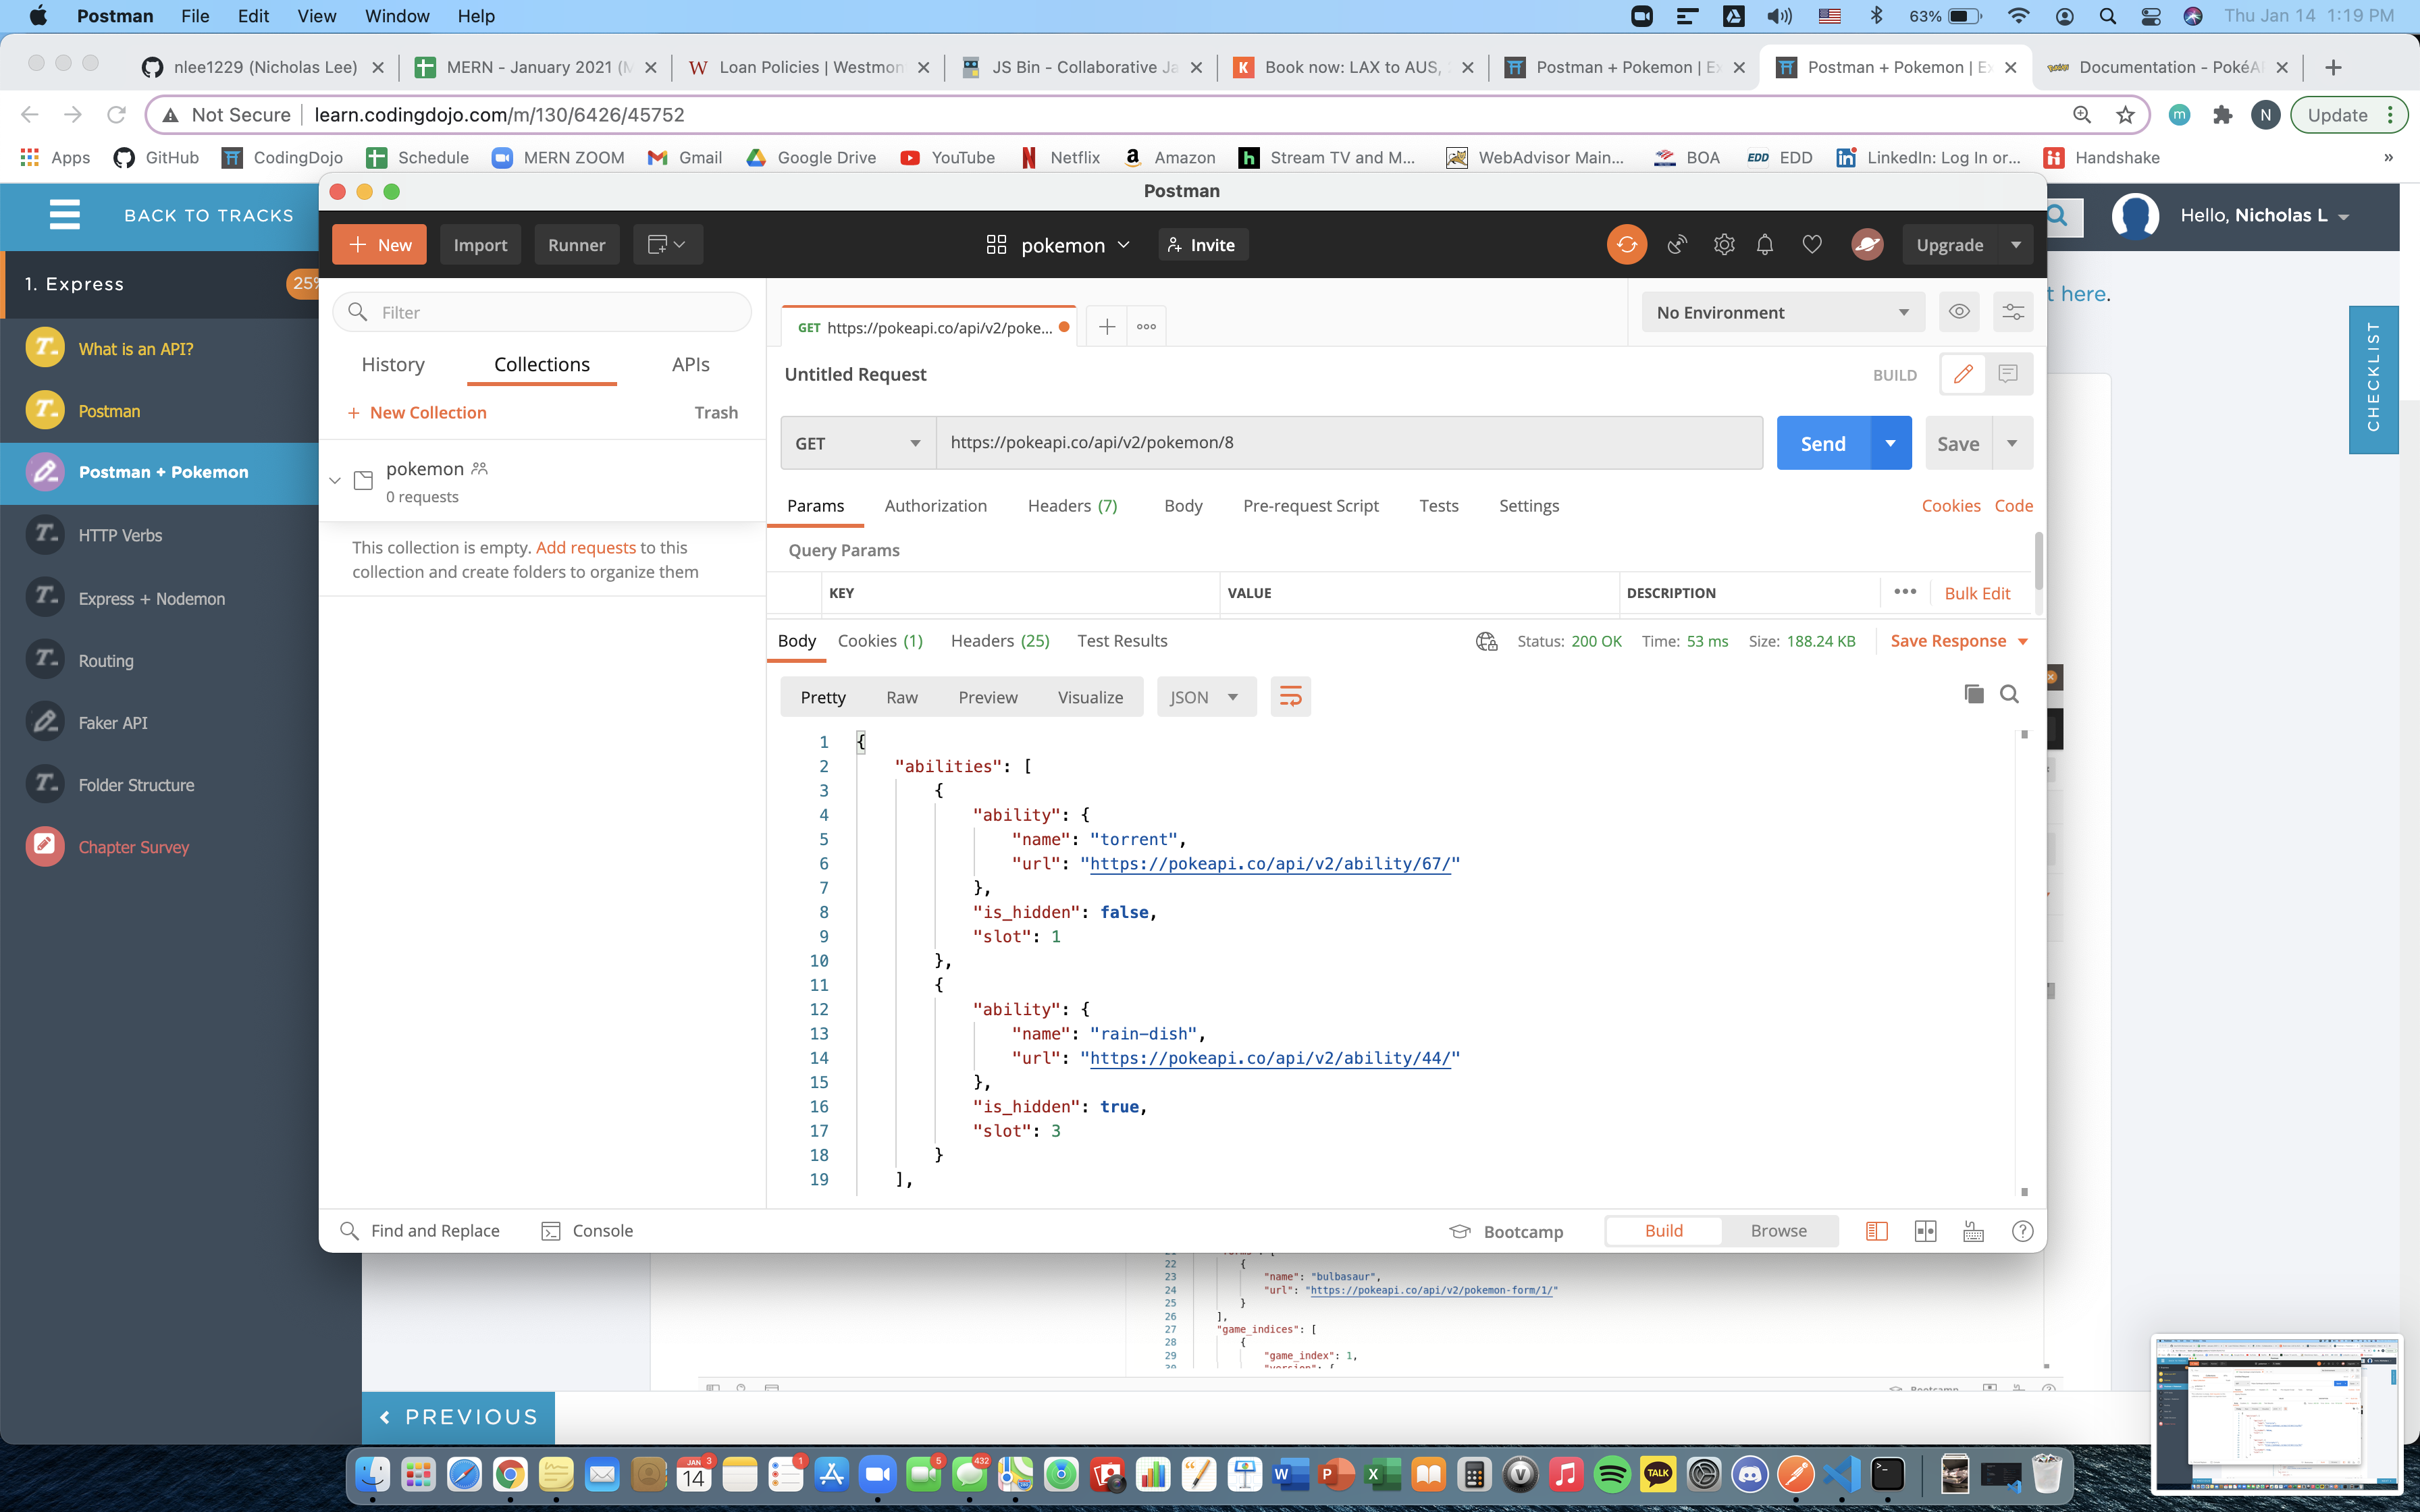 Postman File Edit View Window Help 63% Thu Jan 14 1:19 PM
nlee1229 (Nicholas Lee) MERN - January 2021 (M Loan Policies | Westmon JS Bin - Collaborative Ja Book now: LAX to AUS, Postman + Pokemon | Ex Postman + Pokemon | Ex Documentation - PokéAP
Not Secure learn.codingdojo.com/m/130/6426/45752 m N Update
Apps GitHub CodingDojo Schedule MERN ZOOM Gmail Google Drive YouTube Netflix Amazon Stream TV and M... WebAdvisor Main... BOA EDD EDD LinkedIn: Log In or... Handshake »
Postman
BACK TO TRACKS
Hello, Nicholas L
+ New Import Runner pokemon Invite Upgrade
1. Express 25%
t here.
What is an API?
Postman
Postman + Pokemon
HTTP Verbs
Express + Nodemon
Routing
Faker API
Folder Structure
Chapter Survey
CHECKLIST
Filter
History Collections APIs
+ New Collection Trash
pokemon
0 requests
This collection is empty. Add requests to this
collection and create folders to organize them
GET https://pokeapi.co/api/v2/poke... + ooo No Environment
Untitled Request BUILD
GET https://pokeapi.co/api/v2/pokemon/8 Send Save
Params Authorization Headers (7) Body Pre-request Script Tests Settings Cookies Code
Query Params
KEY VALUE DESCRIPTION ••• Bulk Edit
Body Cookies (1) Headers (25) Test Results Status: 200 OK Time: 53 ms Size: 188.24 KB Save Response
Pretty Raw Preview Visualize JSON
1 {
2 "abilities": [
3 {
4 "ability": {
5 "name": "torrent",
6 "url": "https://pokeapi.co/api/v2/ability/67/"
7 },
8 "is_hidden": false,
9 "slot": 1
10 },
11 {
12 "ability": {
13 "name": "rain-dish",
14 "url": "https://pokeapi.co/api/v2/ability/44/"
15 },
16 "is_hidden": true,
17 "slot": 3
18 }
19 ],
Find and Replace Console Bootcamp Build Browse
22 {
23 "name": "bulbasaur",
24 "url": "https://pokeapi.co/api/v2/pokemon-form/1/"
25 }
26 ],
27 "game_indices": [
28 {
29 "game_index": 1,
PREVIOUS
JAN 14 3 1 5 432 TALK